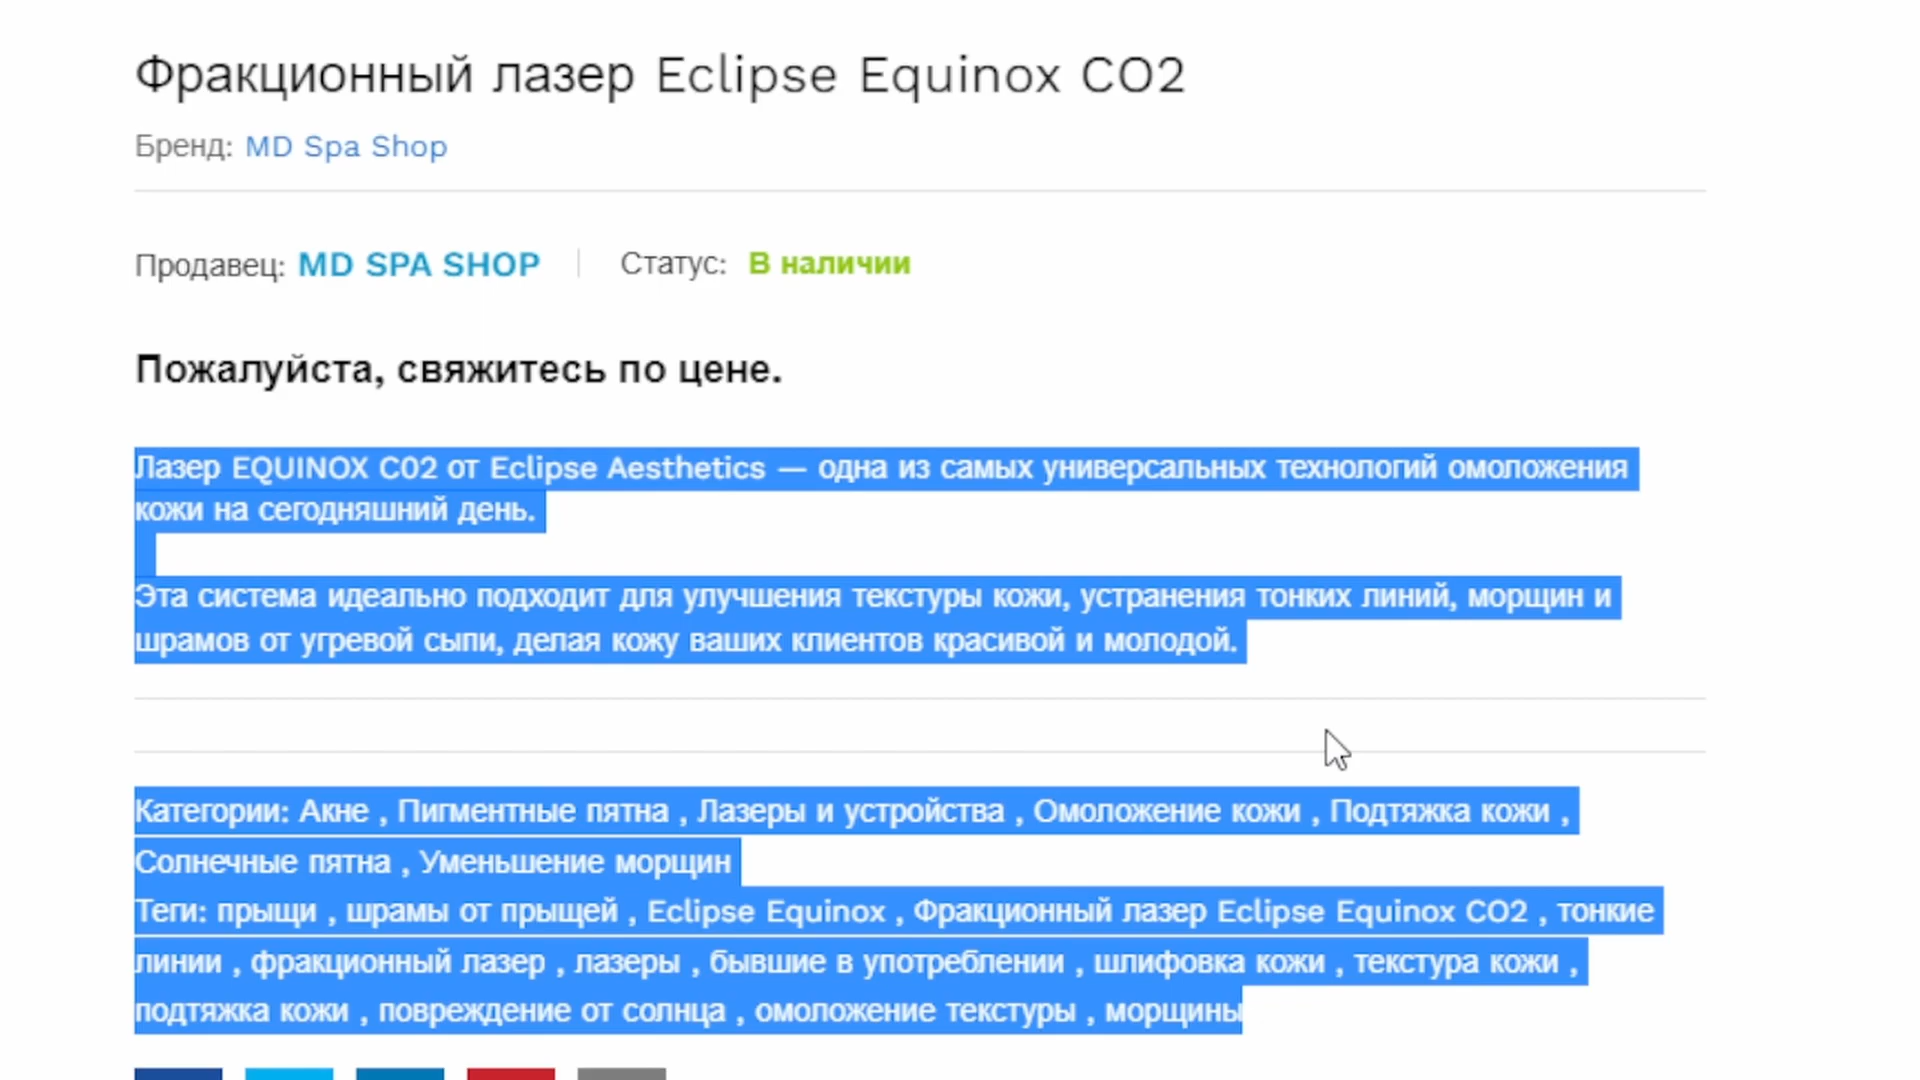 Фракционный лазер Eclipse Equinox CO2
Бренд: MD Spa Shop
Продавец: MD SPA SHOP Статус: В наличии
Пожалуйста, свяжитесь по цене.
Лазер EQUINOX C02 от Eclipse Aesthetics — одна из самых универсальных технологий омоложения
кожи на сегодняшний день.
Эта система идеально подходит для улучшения текстуры кожи, устранения тонких линий, морщин и
шрамов от угревой сыпи, делая кожу ваших клиентов красивой и молодой.
Категории: Акне , Пигментные пятна , Лазеры и устройства , Омоложение кожи , Подтяжка кожи ,
Солнечные пятна , Уменьшение морщин
Теги: прыщи , шрамы от прыщей , Eclipse Equinox , Фракционный лазер Eclipse Equinox CO2 , тонкие
линии , фракционный лазер , лазеры , бывшие в употреблении , шлифовка кожи , текстура кожи ,
подтяжка кожи , повреждение от солнца , омоложение текстуры , морщины